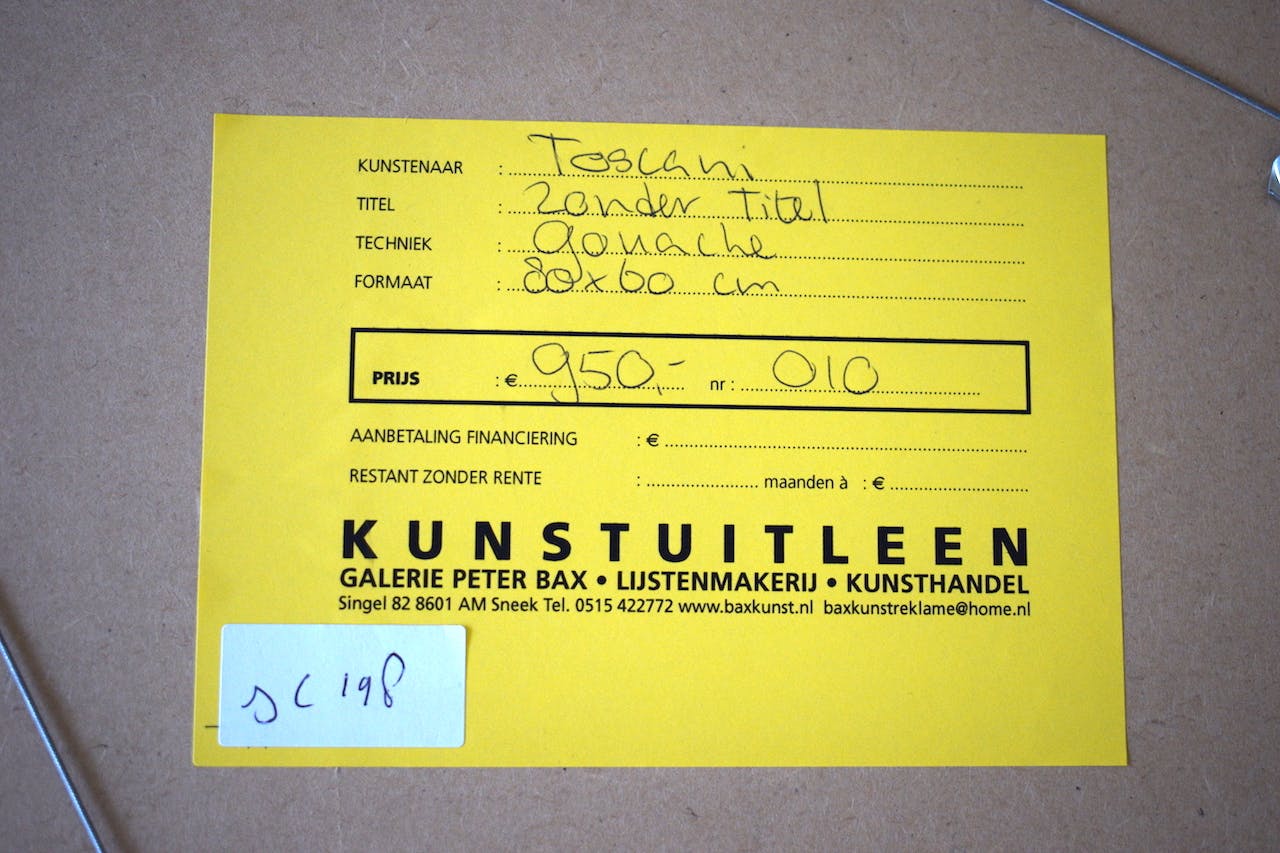 KUNSTENAAR : Toscani
TITEL : Zonder Titel
TECHNIEK : Gouache
FORMAAT : 80x60 cm
PRIJS : € 950,- nr : 010
AANBETALING FINANCIERING : €
RESTANT ZONDER RENTE : maanden à : €
KUNSTUITLEEN
GALERIE PETER BAX • LIJSTENMAKERIJ • KUNSTHANDEL
Singel 82 8601 AM Sneek Tel. 0515 422772 www.baxkunst.nl baxkunstreklame@home.nl
C 198